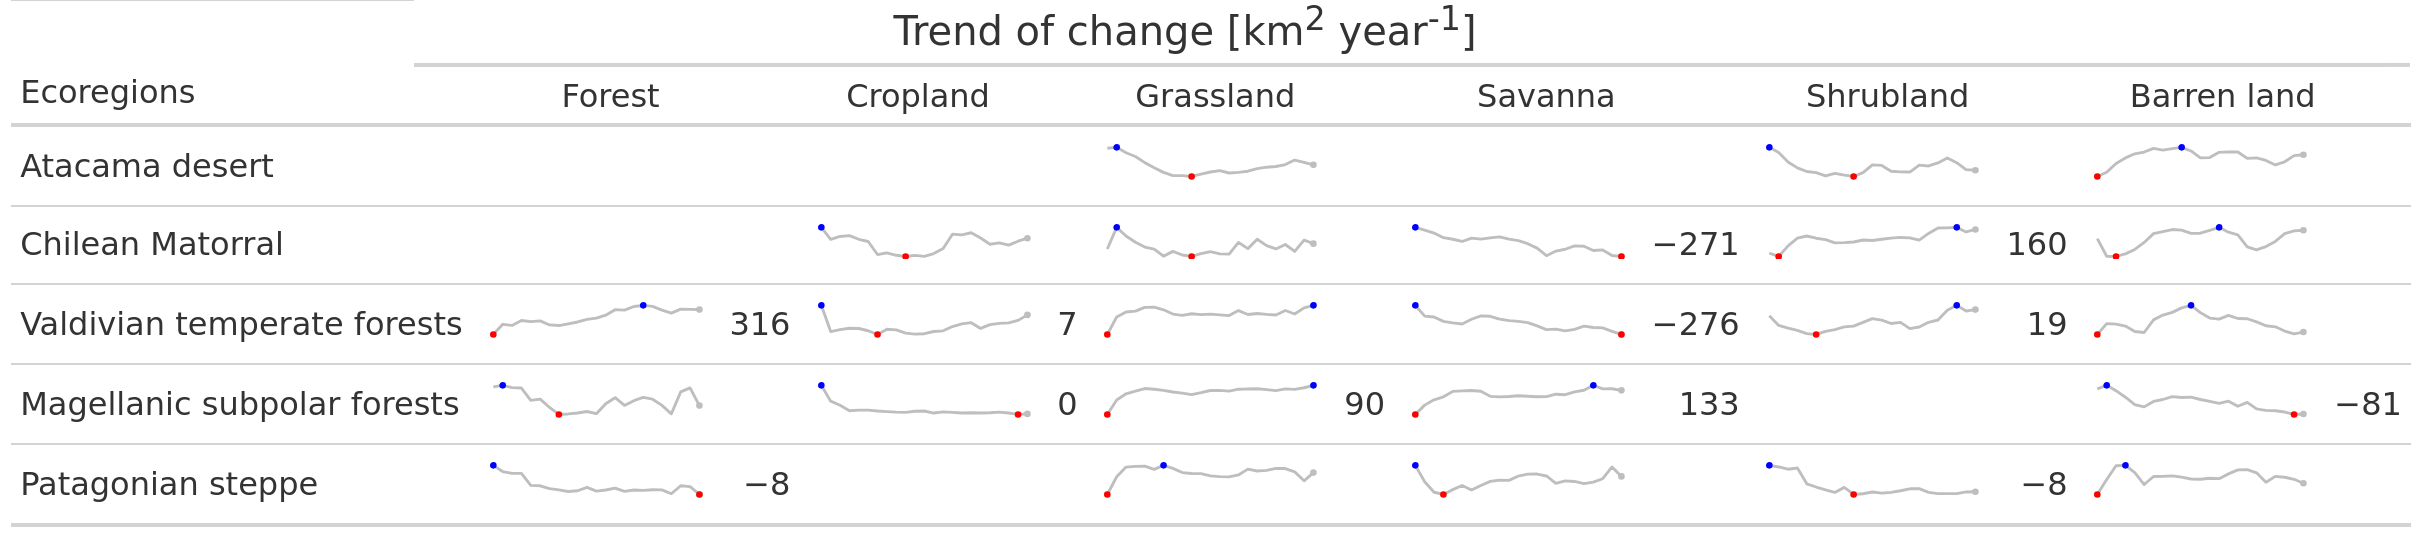 Trend of change [km² year⁻¹]
Ecoregions Forest Cropland Grassland Savanna Shrubland Barren land
Atacama desert
Chilean Matorral −271 160
Valdivian temperate forests 316 7 −276 19
Magellanic subpolar forests 0 90 133 −81
Patagonian steppe −8 −8